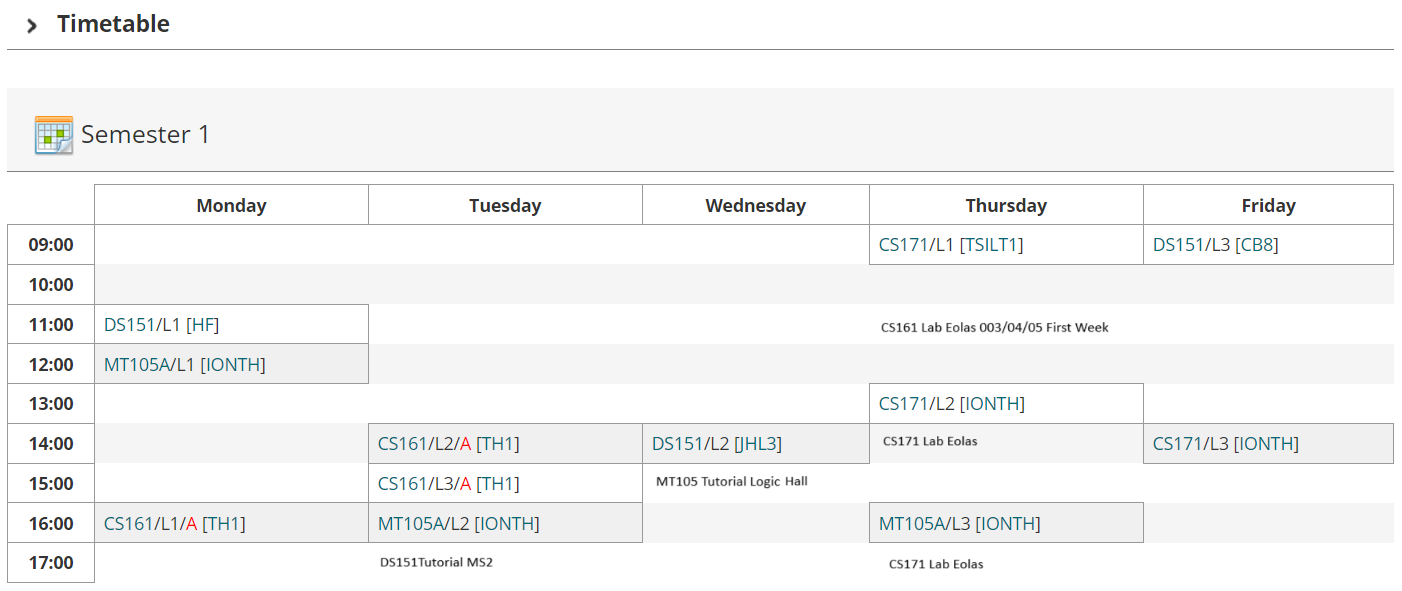 Timetable
Semester 1
Monday Tuesday Wednesday Thursday Friday
09:00 CS171/L1 [TSILT1] DS151/L3 [CB8]
10:00
11:00 DS151/L1 [HF] CS161 Lab Eolas 003/04/05 First Week
12:00 MT105A/L1 [IONTH]
13:00 CS171/L2 [IONTH]
14:00 CS161/L2/A [TH1] DS151/L2 [JHL3] CS171 Lab Eolas CS171/L3 [IONTH]
15:00 CS161/L3/A [TH1] MT105 Tutorial Logic Hall
16:00 CS161/L1/A [TH1] MT105A/L2 [IONTH] MT105A/L3 [IONTH]
17:00 DS151Tutorial MS2 CS171 Lab Eolas